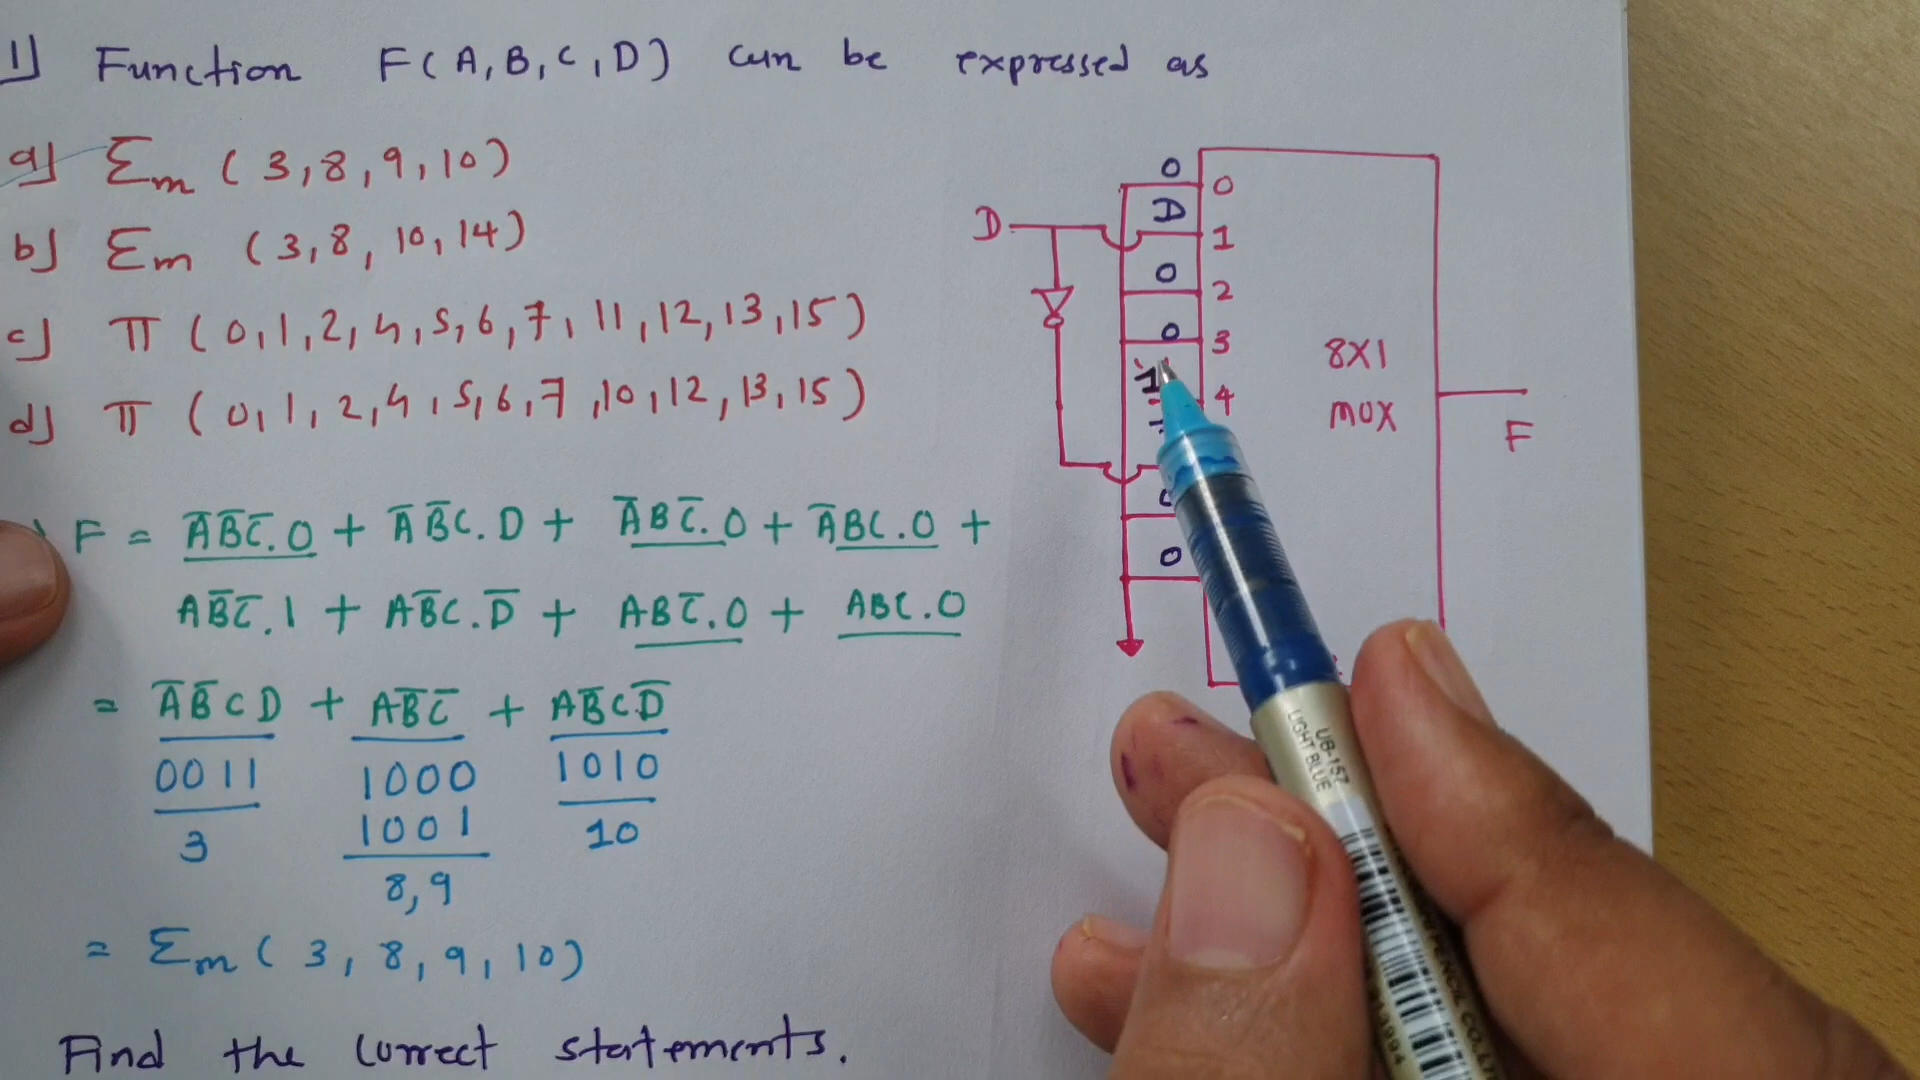 1] Function F(A,B,C,D) can be expressed as
a] Σm (3,8,9,10)
b] Σm (3,8,10,14)
c] π (0,1,2,4,5,6,7,11,12,13,15)
d] π (0,1,2,4,5,6,7,10,12,13,15)
F = A̅B̅C̅.0 + A̅B̅C.D + A̅BC̅.0 + A̅BC.0 +
AB̅C̅.1 + AB̅C.D̅ + ABC̅.0 + ABC.0
= A̅B̅CD + AB̅C̅ + AB̅CD̅
0011 1000 1010
1001
3 8,9 10
= Σm (3,8,9,10)
Find the correct statements.
D
0 0
D 1
0 2
0 3
4
0
0
8X1
MUX
F
UB-157
LIGHT BLUE